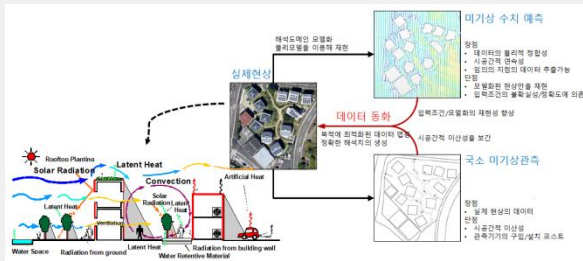 미기상 수치 예측
장점
• 데이터의 물리적 정합성
• 시공간적 연속성
• 임의의 지점의 데이터 추출가능
단점
• 모델화된 현상만을 재현
• 입력조건의 불확실성/정확도에 의존
해석도메인 모델화
물리모델을 이용해 재현
실제현상
데이터 동화
입력조건/모델화의 재현성 향상
목적에 최적화된 데이터 맵핑
정확한 해석치의 생성
시공간적 이산성을 보간
국소 미기상관측
장점
• 실제 현상의 데이터
단점
• 시공간적 이산성
• 관측기기의 구입/설치 코스트
Rooftop Planting
Solar Radiation
Latent Heat
Convection
Artificial Heat
Latent Heat
Solar
Radiation
Latent
Heat
Ventilation
Latent Heat
Radiation from building wall
Water Space
Radiation from ground
Water Retentive Material